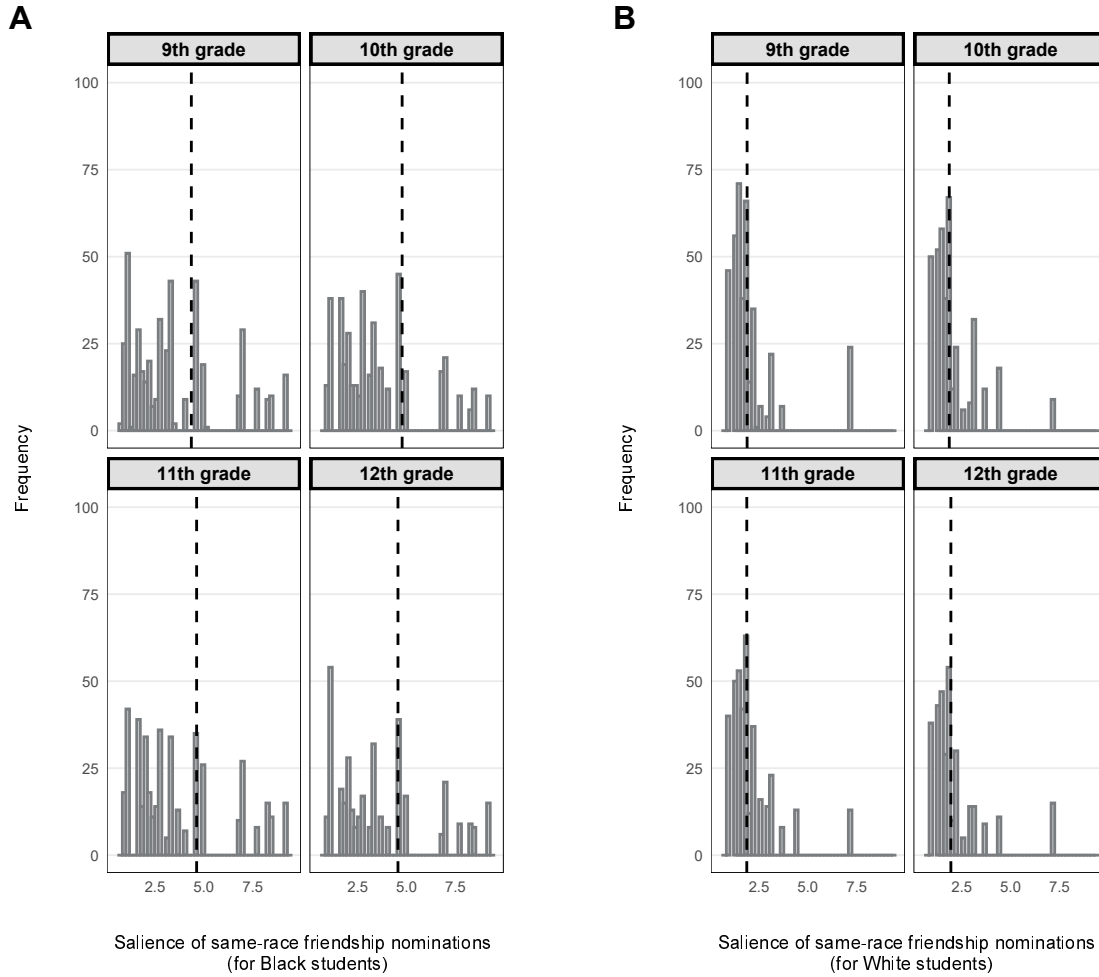 A
B
9th grade
10th grade
9th grade
10th grade
100
75
50
25
0
100
75
50
25
0
11th grade
12th grade
11th grade
12th grade
100
75
50
25
0
100
75
50
25
0
Frequency
Frequency
2.5 5.0 7.5 2.5 5.0 7.5
2.5 5.0 7.5 2.5 5.0 7.5
Salience of same-race friendship nominations
(for Black students)
Salience of same-race friendship nominations
(for White students)